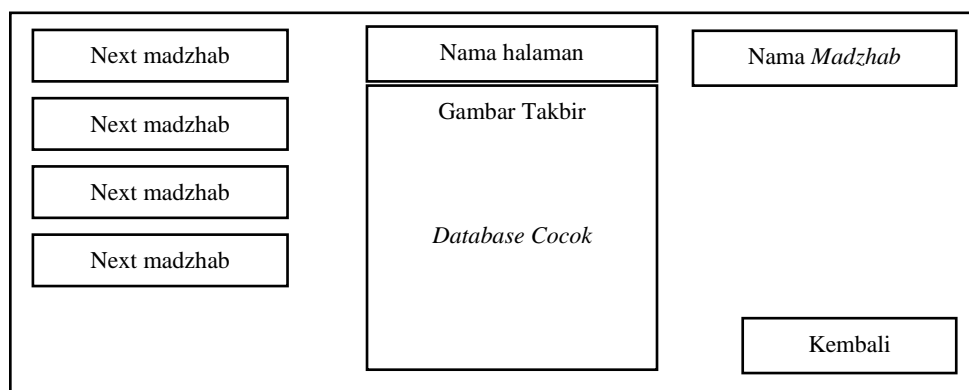 Next madzhab
Next madzhab
Next madzhab
Next madzhab
Nama halaman
Gambar Takbir
Database Cocok
Nama Madzhab
Kembali